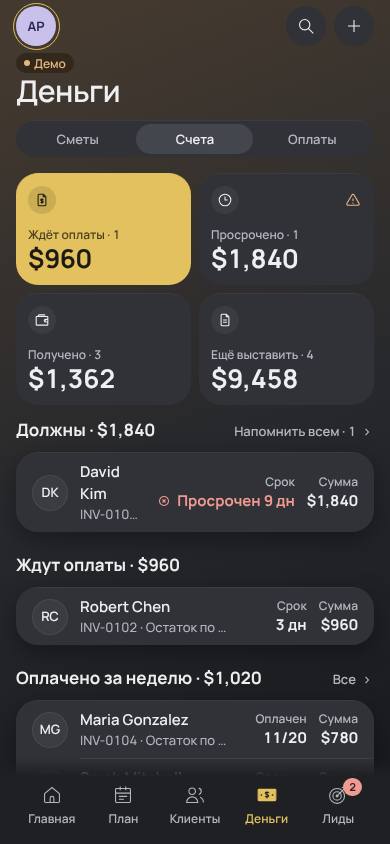 AP
Демо
Деньги
Сметы Счета Оплаты
Ждёт оплаты · 1
$960
Просрочено · 1
$1,840
Получено · 3
$1,362
Ещё выставить · 4
$9,458
Должны · $1,840 Напомнить всем · 1 >
DK
David Kim
INV-010…
Срок Сумма
Просрочен 9 дн $1,840
Ждут оплаты · $960
RC
Robert Chen
INV-0102 · Остаток по …
Срок Сумма
3 дн $960
Оплачено за неделю · $1,020 Все >
MG
Maria Gonzalez
INV-0104 · Остаток по …
Оплачен Сумма
11/20 $780
2
Главная План Клиенты Деньги Лиды